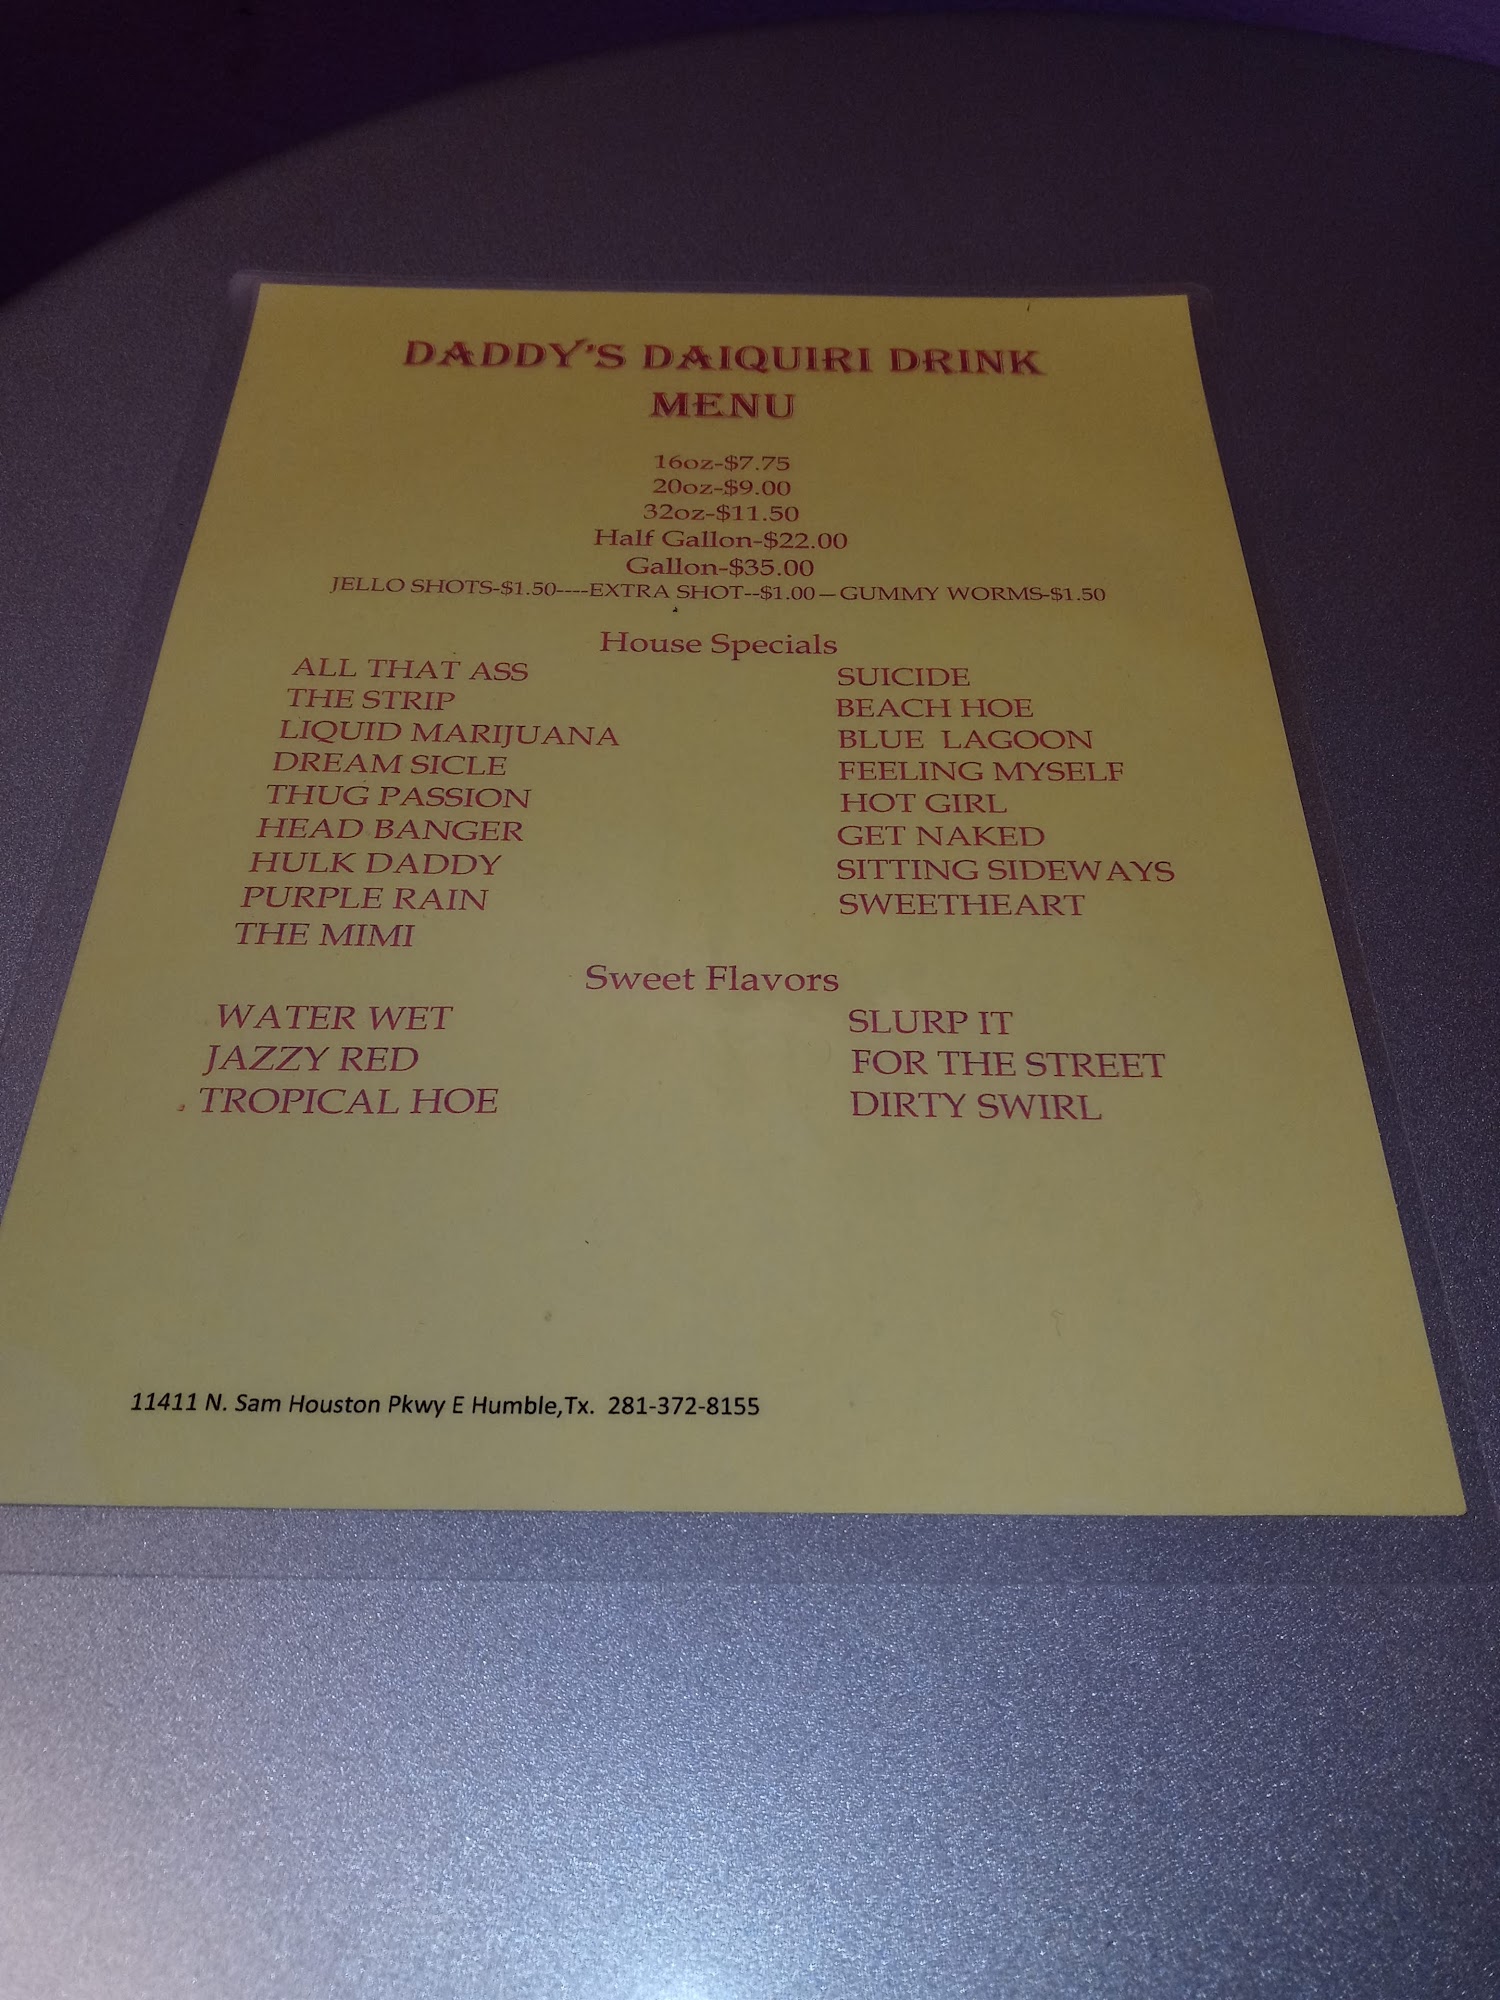 DADDY'S DAIQUIRI DRINK
MENU
16oz-$7.75
20oz-$9.00
32oz-$11.50
Half Gallon-$22.00
Gallon-$35.00
JELLO SHOTS-$1.50----EXTRA SHOT--$1.00—GUMMY WORMS-$1.50
House Specials
ALL THAT ASS
THE STRIP
LIQUID MARIJUANA
DREAM SICLE
THUG PASSION
HEAD BANGER
HULK DADDY
PURPLE RAIN
THE MIMI
SUICIDE
BEACH HOE
BLUE  LAGOON
FEELING MYSELF
HOT GIRL
GET NAKED
SITTING SIDEWAYS
SWEETHEART
Sweet Flavors
WATER WET
JAZZY RED
TROPICAL HOE
SLURP IT
FOR THE STREET
DIRTY SWIRL
11411 N. Sam Houston Pkwy E Humble,Tx.  281-372-8155